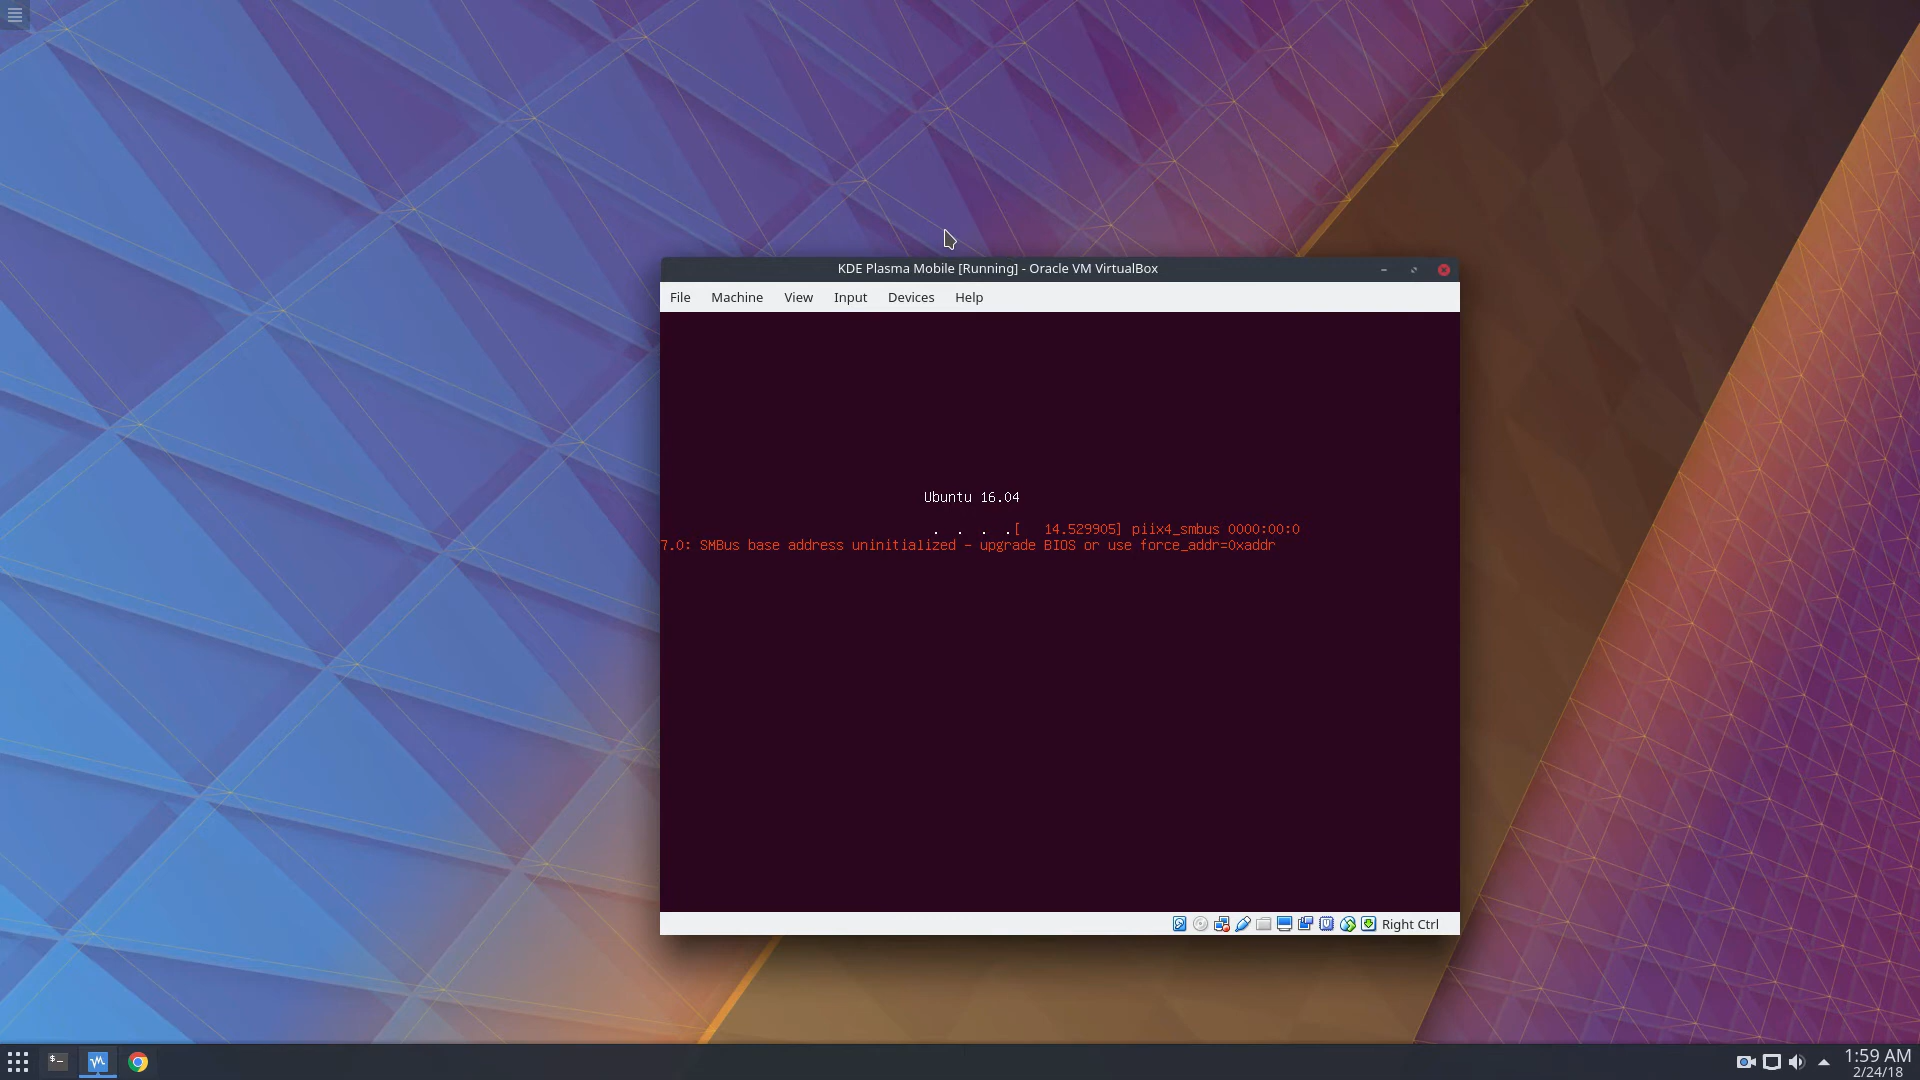 KDE Plasma Mobile [Running] - Oracle VM VirtualBox
File Machine View Input Devices Help
Ubuntu 16.04
. . . .[ 14.529905] piix4_smbus 0000:00:0
7.0: SMBus base address uninitialized - upgrade BIOS or use force_addr=0xaddr
Right Ctrl
$-
1:59 AM
2/24/18